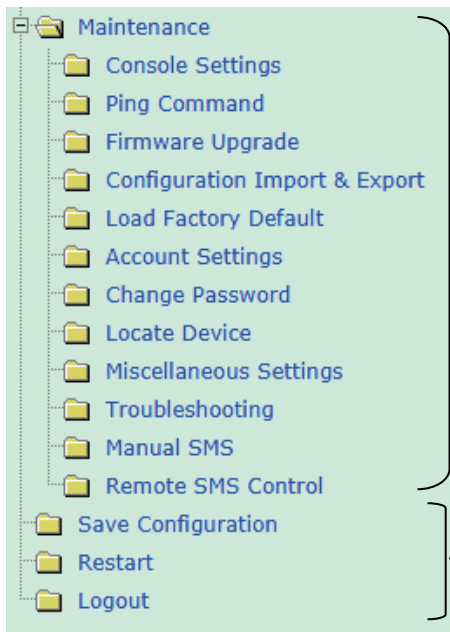 Maintenance
Console Settings
Ping Command
Firmware Upgrade
Configuration Import & Export
Load Factory Default
Account Settings
Change Password
Locate Device
Miscellaneous Settings
Troubleshooting
Manual SMS
Remote SMS Control
Save Configuration
Restart
Logout